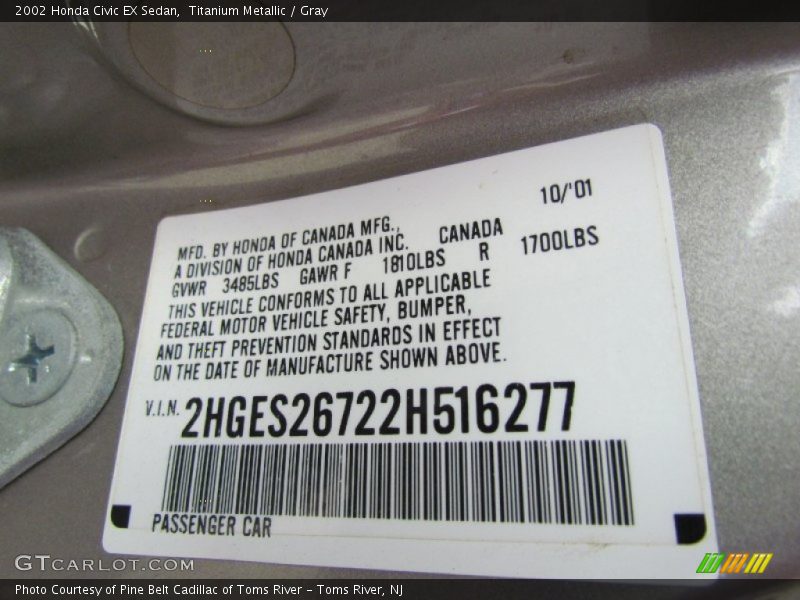 2002 Honda Civic EX Sedan, Titanium Metallic / Gray
10/'01
MFD. BY HONDA OF CANADA MFG.,
A DIVISION OF HONDA CANADA INC. CANADA
GVWR 3485LBS GAWR F 1810LBS R 1700LBS
THIS VEHICLE CONFORMS TO ALL APPLICABLE
FEDERAL MOTOR VEHICLE SAFETY, BUMPER,
AND THEFT PREVENTION STANDARDS IN EFFECT
ON THE DATE OF MANUFACTURE SHOWN ABOVE.
V.I.N. 2HGES26722H516277
PASSENGER CAR
GTCARLOT.COM
Photo Courtesy of Pine Belt Cadillac of Toms River – Toms River, NJ